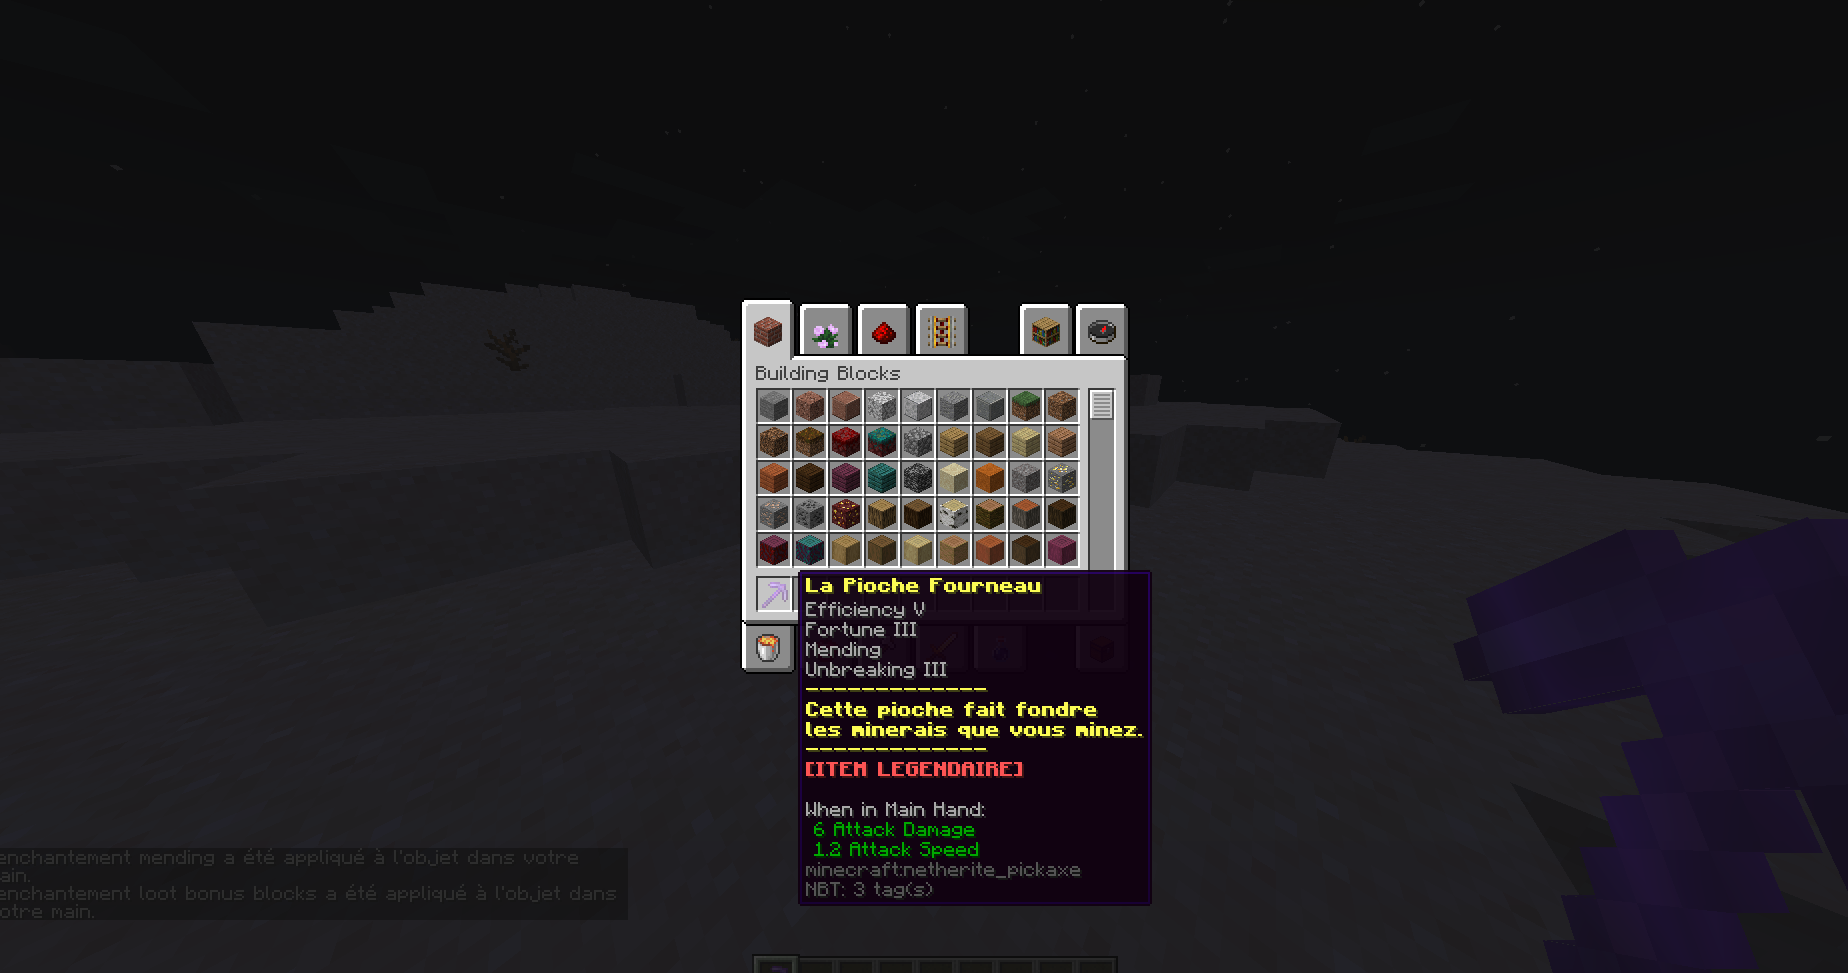 Building Blocks
La Pioche Fourneau
Efficiency V
Fortune III
Mending
Unbreaking III
-------------
Cette pioche fait fondre
les minerais que vous minez.
-------------
[ITEM LEGENDAIRE]
When in Main Hand:
6 Attack Damage
1.2 Attack Speed
minecraft:netherite_pickaxe
NBT: 3 tag(s)
enchantement mending a été appliqué à l'objet dans votre
ain.
enchantement loot bonus blocks a été appliqué à l'objet dans
otre main.